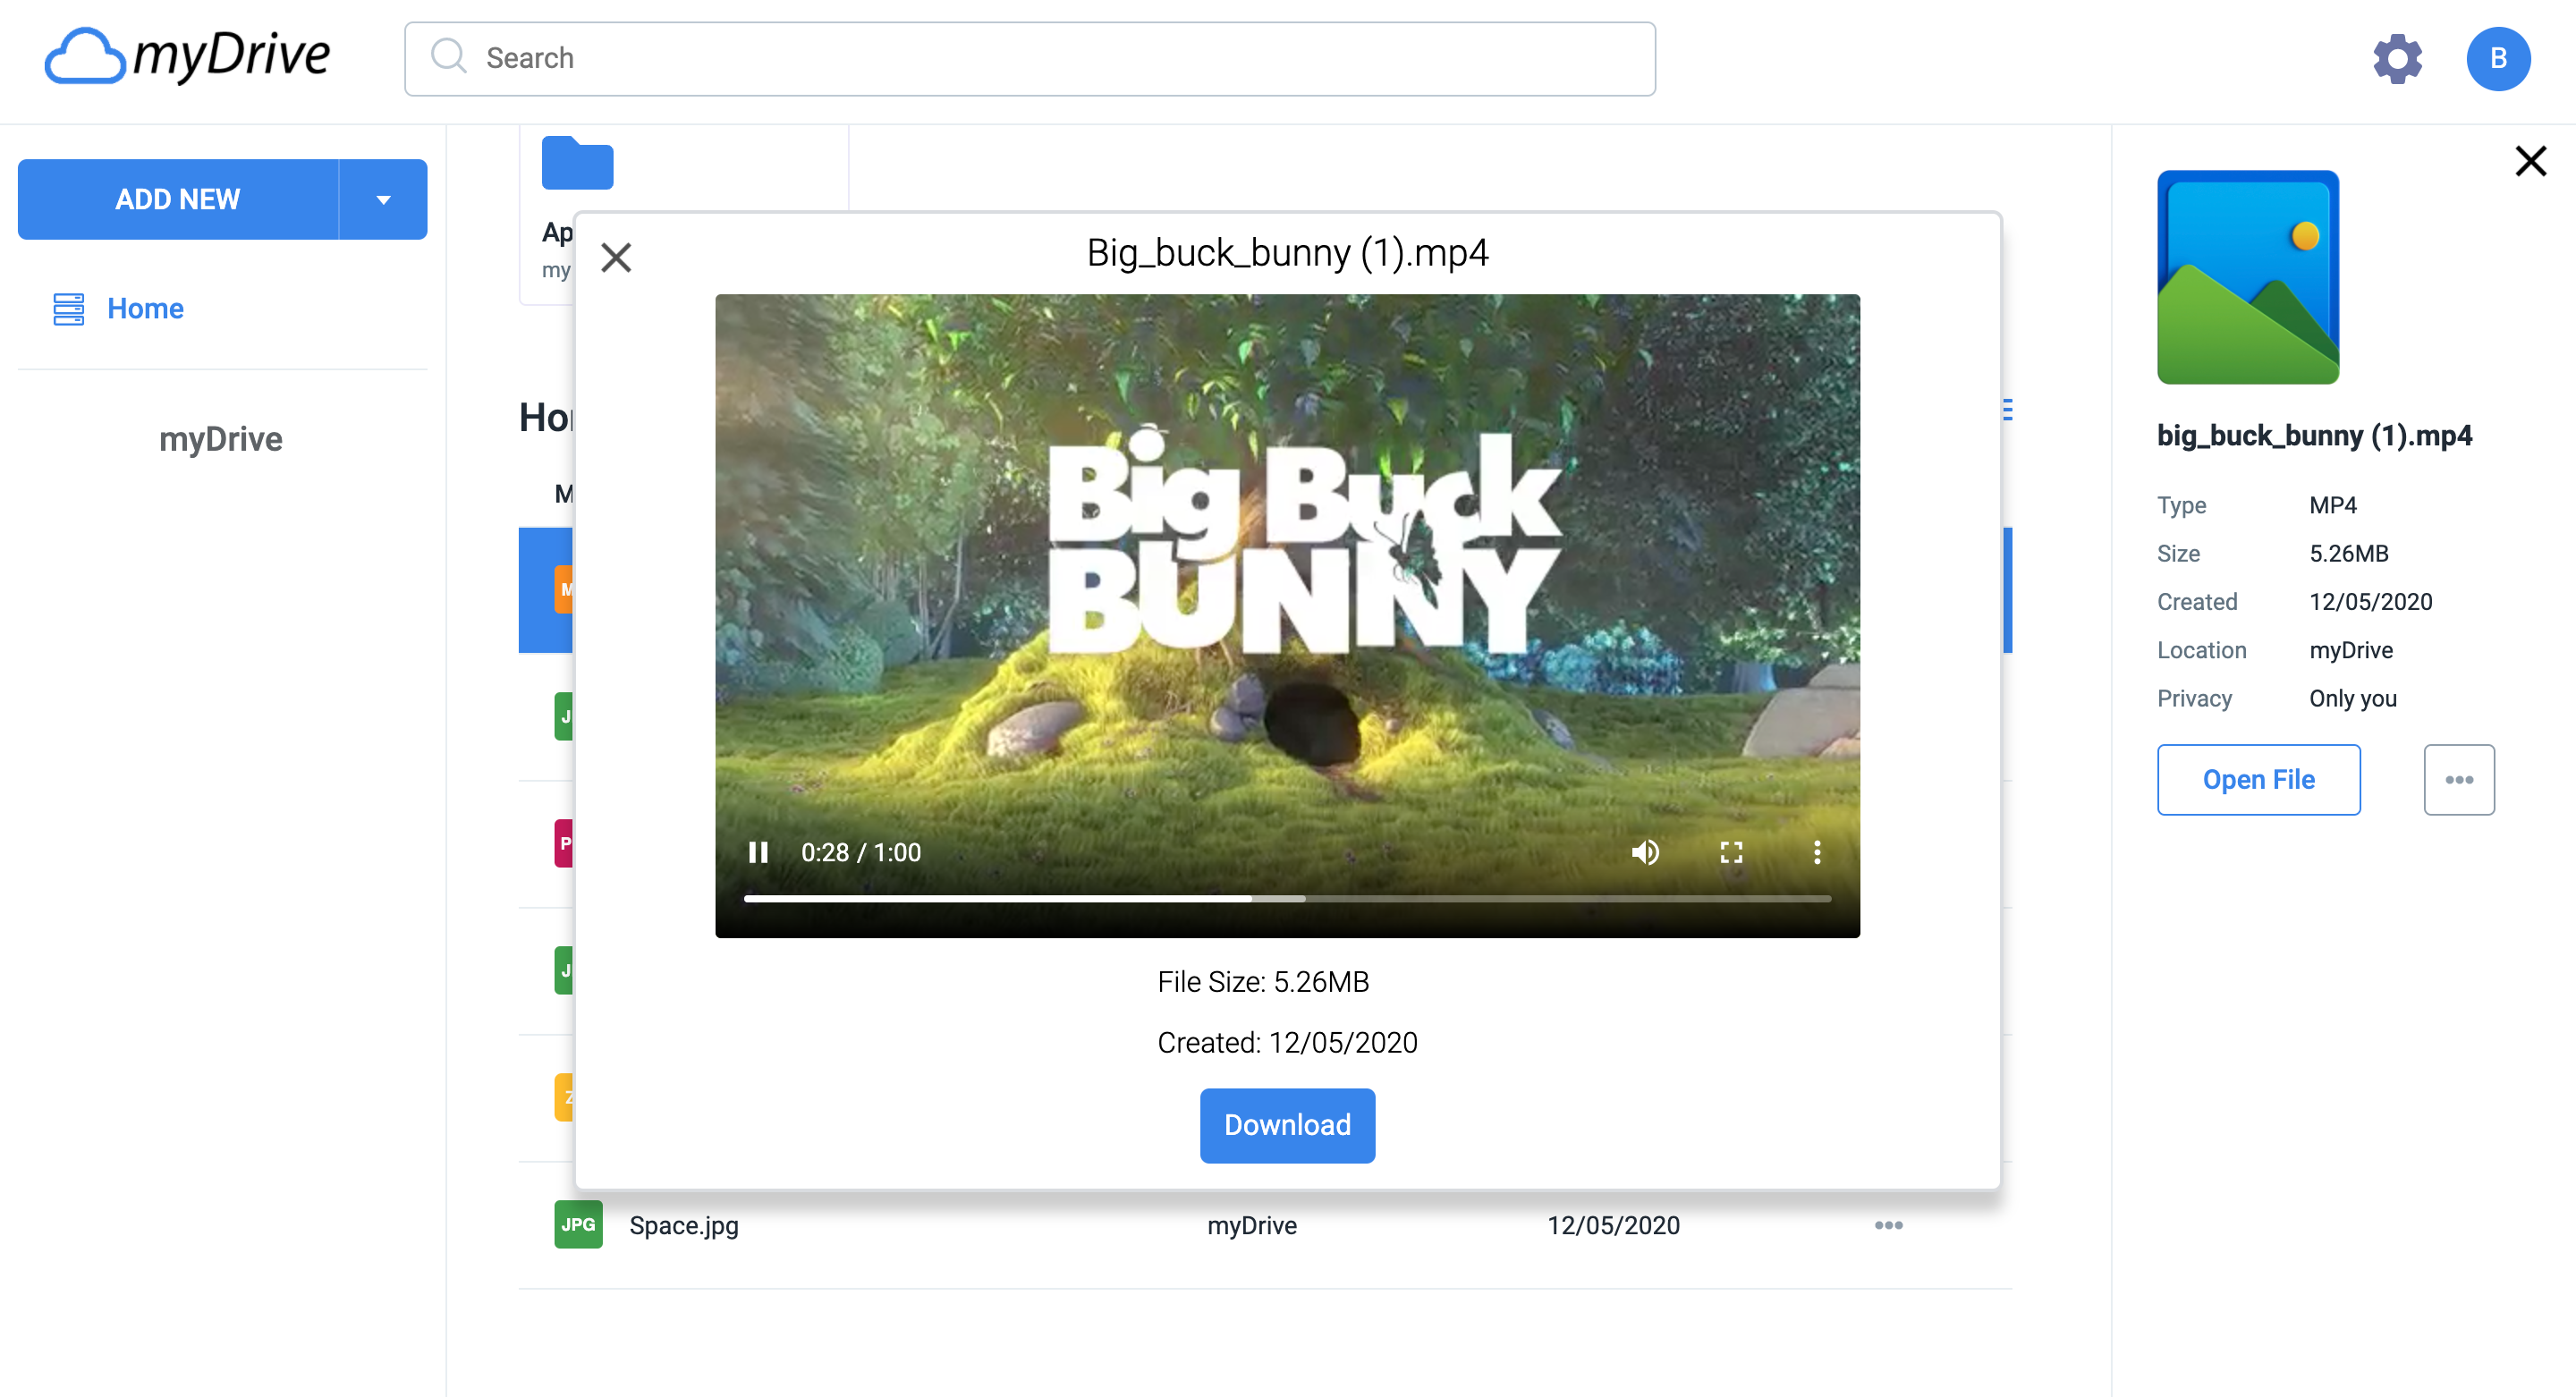 myDrive
Search
B
ADD NEW
Home
myDrive
Ap
my
M
J
P
J
Z
Big_buck_bunny (1).mp4
Big Buck
BUNNY
0:28 / 1:00
File Size: 5.26MB
Created: 12/05/2020
Download
JPG Space.jpg myDrive 12/05/2020
big_buck_bunny (1).mp4
Type MP4
Size 5.26MB
Created 12/05/2020
Location myDrive
Privacy Only you
Open File